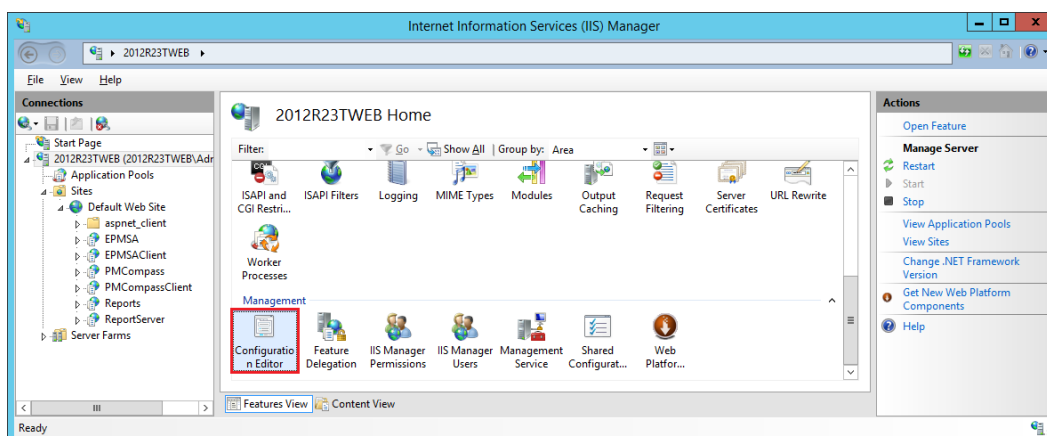 Internet Information Services (IIS) Manager
2012R23TWEB
File View Help
Connections
Start Page
2012R23TWEB (2012R23TWEB\Adr
Application Pools
Sites
Default Web Site
aspnet_client
EPMSA
EPMSAClient
PMCompass
PMCompassClient
Reports
ReportServer
Server Farms
2012R23TWEB Home
Filter: Go Show All Group by: Area
ISAPI and
CGI Restri...
ISAPI Filters
Logging
MIME Types
Modules
Output
Caching
Request
Filtering
Server
Certificates
URL Rewrite
Worker
Processes
Management
Configuratio
n Editor
Feature
Delegation
IIS Manager
Permissions
IIS Manager
Users
Management
Service
Shared
Configurat...
Web
Platfor...
Features View Content View
Actions
Open Feature
Manage Server
Restart
Start
Stop
View Application Pools
View Sites
Change .NET Framework
Version
Get New Web Platform
Components
Help
Ready